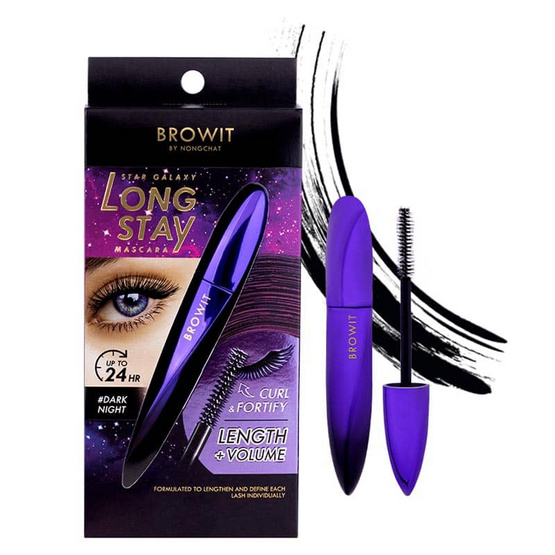 BROWIT
BY NONGCHAT
STAR GALAXY
LONG
STAY
MASCARA
UP TO
24 HR
#DARK
NIGHT
BROWIT
CURL
& FORTIFY
LENGTH
+ VOLUME
FORMULATED TO LENGTHEN AND DEFINE EACH
LASH INDIVIDUALLY
BROWIT